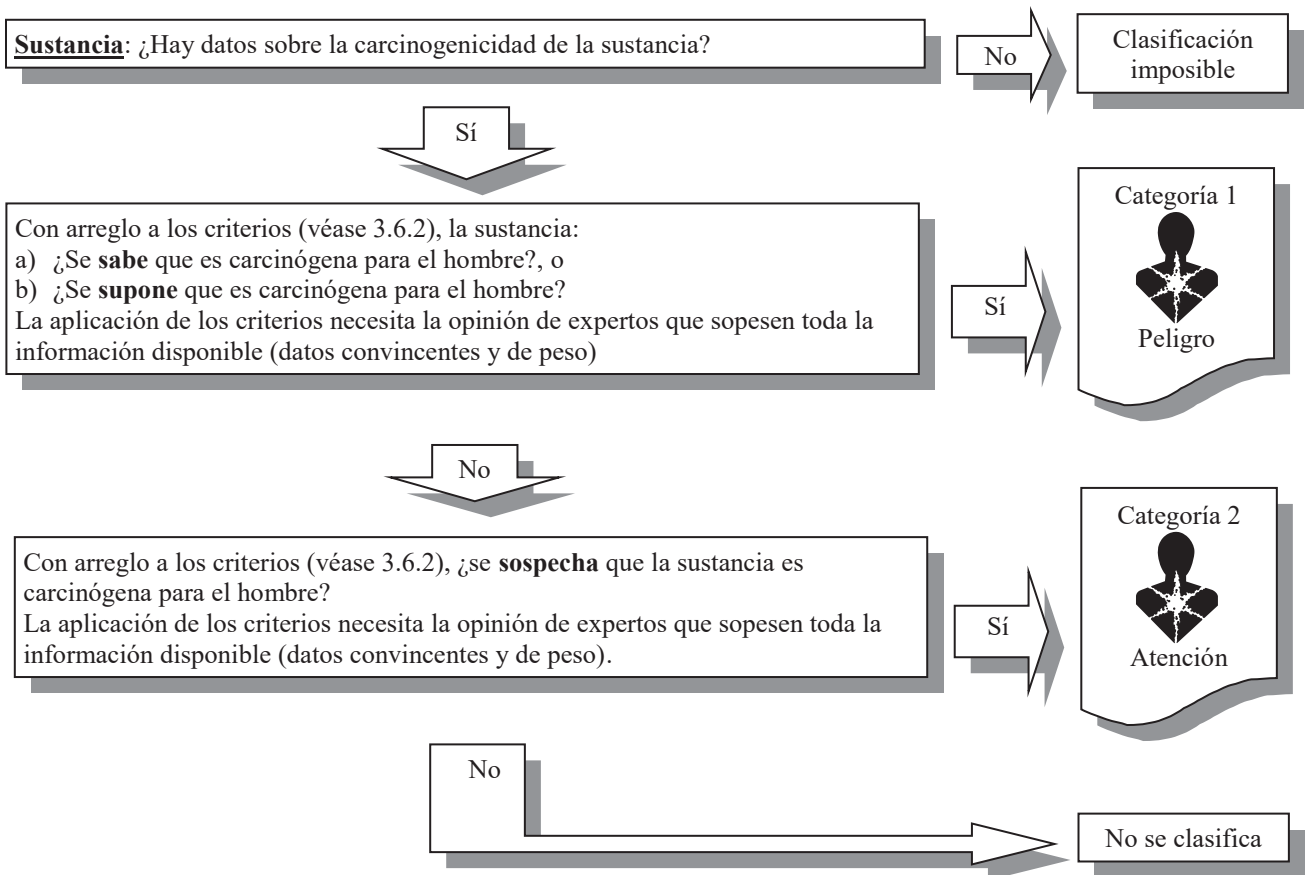 Sustancia: ¿Hay datos sobre la carcinogenicidad de la sustancia?
No
Clasificación
imposible
Sí
Con arreglo a los criterios (véase 3.6.2), la sustancia:
a) ¿Se sabe que es carcinógena para el hombre?, o
b) ¿Se supone que es carcinógena para el hombre?
La aplicación de los criterios necesita la opinión de expertos que sopesen toda la
información disponible (datos convincentes y de peso)
Sí
Categoría 1
Peligro
No
Con arreglo a los criterios (véase 3.6.2), ¿se sospecha que la sustancia es
carcinógena para el hombre?
La aplicación de los criterios necesita la opinión de expertos que sopesen toda la
información disponible (datos convincentes y de peso).
Sí
Categoría 2
Atención
No
No se clasifica